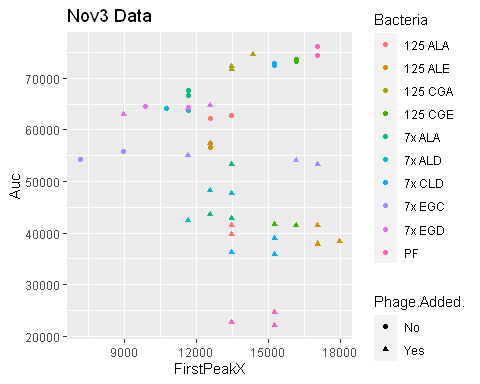 Nov3 Data
Auc
70000
60000
50000
40000
30000
20000
9000 12000 15000 18000
FirstPeakX
Bacteria
125 ALA
125 ALE
125 CGA
125 CGE
7x ALA
7x ALD
7x CLD
7x EGC
7x EGD
PF
Phage.Added.
No
Yes